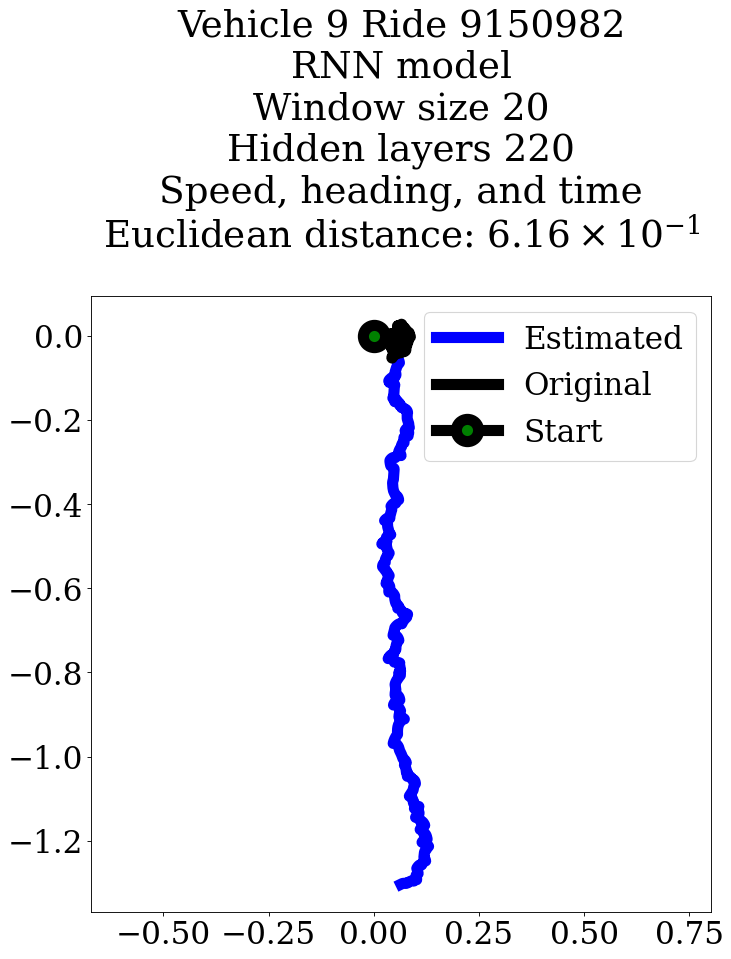 Vehicle 9 Ride 9150982
RNN model
Window size 20
Hidden layers 220
Speed, heading, and time
Euclidean distance: 6.16 × 10⁻¹
Estimated
Original
Start
0.0
−0.2
−0.4
−0.6
−0.8
−1.0
−1.2
−0.50 −0.25 0.00 0.25 0.50 0.75